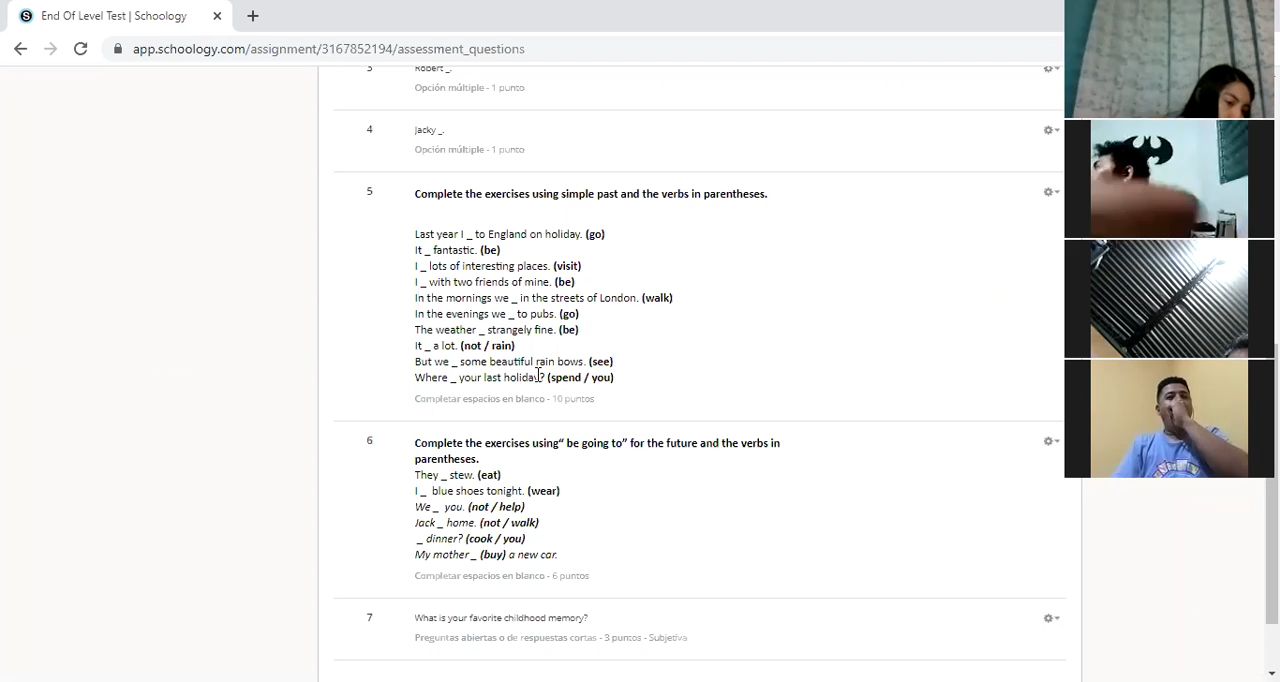 End Of Level Test | Schoology
app.schoology.com/assignment/3167852194/assessment_questions
3 Robert _.
Opción múltiple - 1 punto
4 Jacky _.
Opción múltiple - 1 punto
5 Complete the exercises using simple past and the verbs in parentheses.
Last year I _ to England on holiday. (go)
It _ fantastic. (be)
I _ lots of interesting places. (visit)
I _ with two friends of mine. (be)
In the mornings we _ in the streets of London. (walk)
In the evenings we _ to pubs. (go)
The weather _ strangely fine. (be)
It _ a lot. (not / rain)
But we _ some beautiful rain bows. (see)
Where _ your last holiday? (spend / you)
Completar espacios en blanco - 10 puntos
6 Complete the exercises using“ be going to” for the future and the verbs in
parentheses.
They _ stew. (eat)
I _ blue shoes tonight. (wear)
We _ you. (not / help)
Jack _ home. (not / walk)
_ dinner? (cook / you)
My mother _ (buy) a new car.
Completar espacios en blanco - 6 puntos
7 What is your favorite childhood memory?
Preguntas abiertas o de respuestas cortas - 3 puntos - Subjetiva